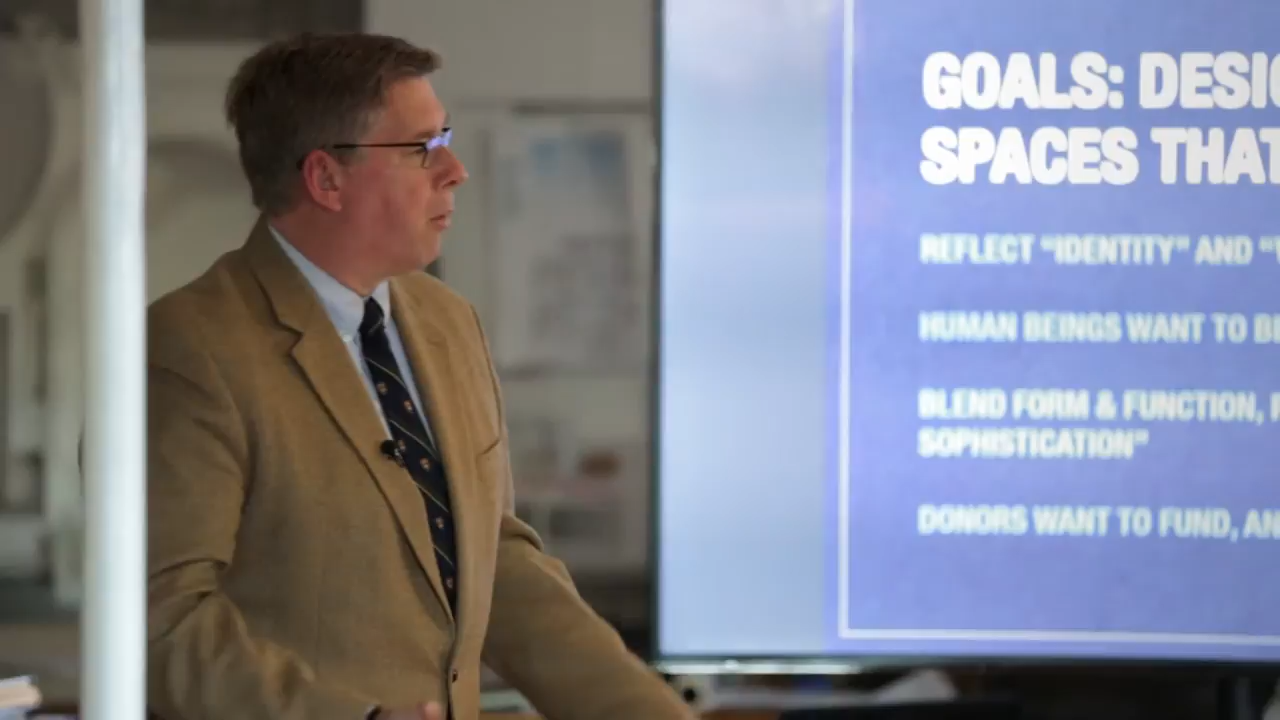 GOALS: DESIG
SPACES THAT
REFLECT "IDENTITY" AND "
HUMAN BEINGS WANT TO BE
BLEND FORM & FUNCTION,
SOPHISTICATION"
DONORS WANT TO FUND, AN